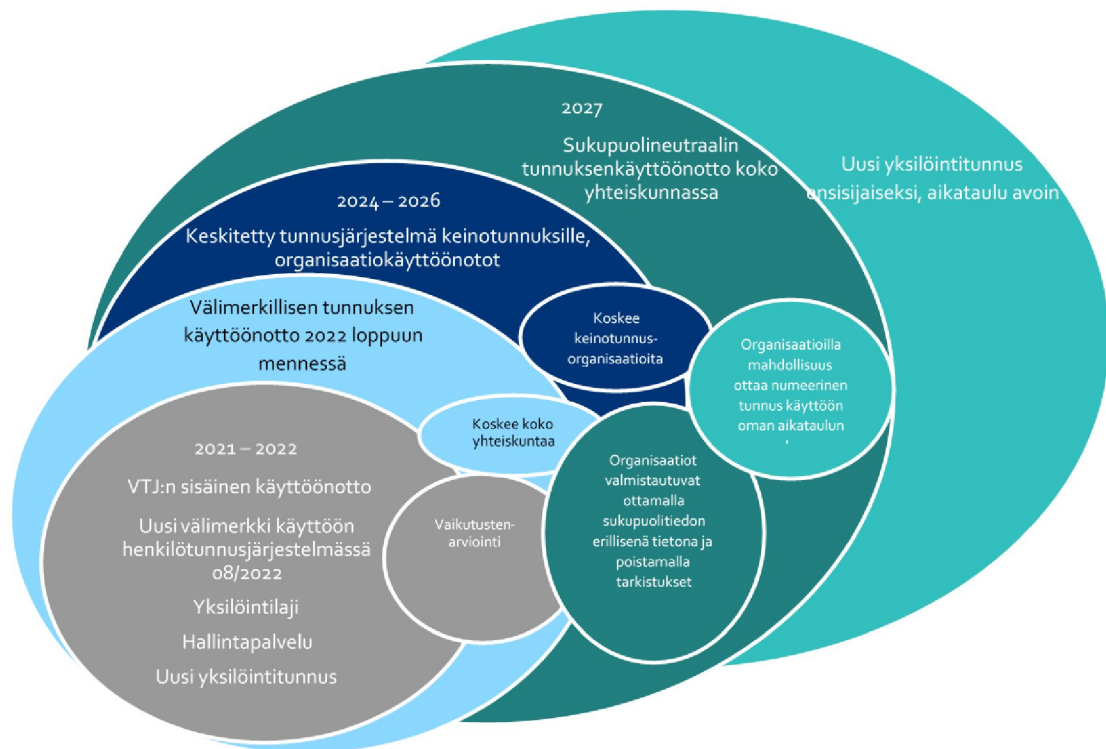 2027
Sukupuolineutraalin
tunnuksenkäyttöönotto koko
yhteiskunnassa
Uusi yksilöintitunnus
ensisijaiseksi, aikataulu avoin
2024 – 2026
Keskitetty tunnusjärjestelmä keinotunnuksille,
organisaatiokäyttöönotot
Välimerkillisen tunnuksen
käyttöönotto 2022 loppuun
mennessä
Koskee
keinotunnus-
organisaatioita
Organisaatioilla
mahdollisuus
ottaa numeerinen
tunnus käyttöön
oman aikataulun
Koskee koko
yhteiskuntaa
2021 – 2022
VTJ:n sisäinen käyttöönotto
Uusi välimerkki käyttöön
henkilötunnusjärjestelmässä
08/2022
Yksilöintilaji
Hallintapalvelu
Uusi yksilöintitunnus
Vaikutusten-
arviointi
Organisaatiot
valmistautuvat
ottamalla
sukupuolitiedon
erillisenä tietona ja
poistamalla
tarkistukset